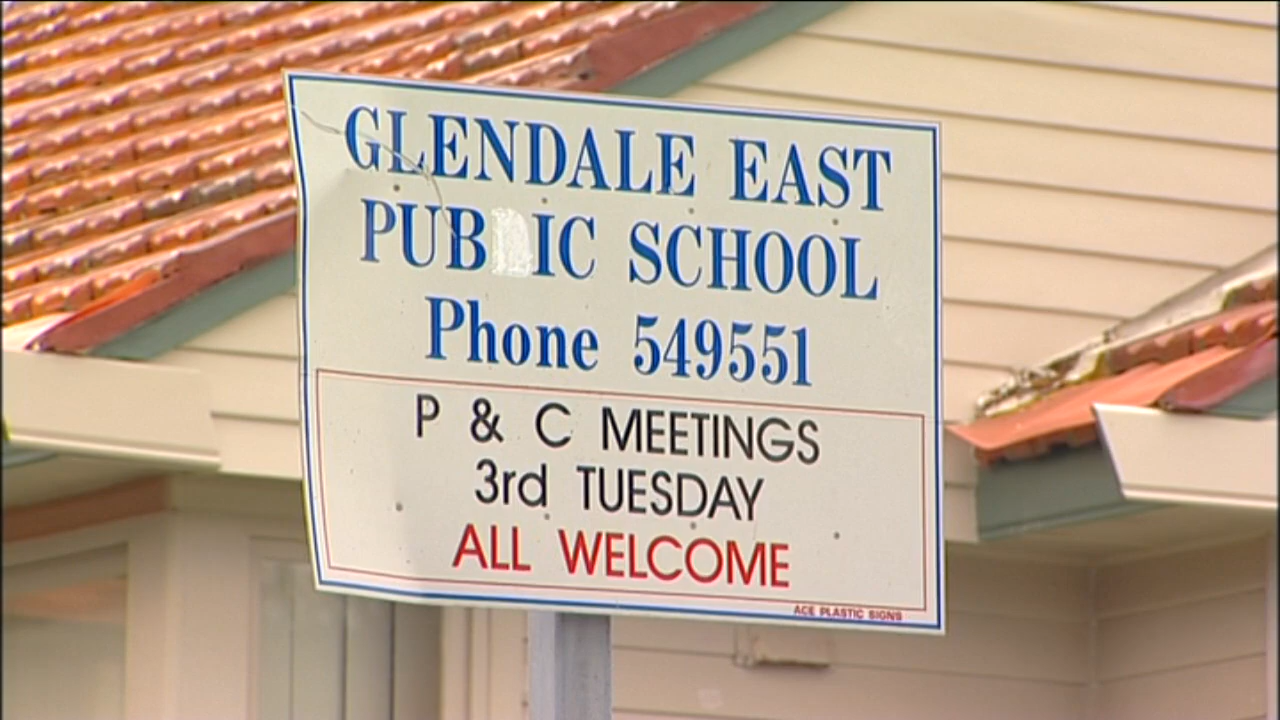 GLENDALE EAST
PUB IC SCHOOL
Phone 549551
P & C MEETINGS
3rd TUESDAY
ALL WELCOME
ACE PLASTIC SIGNS